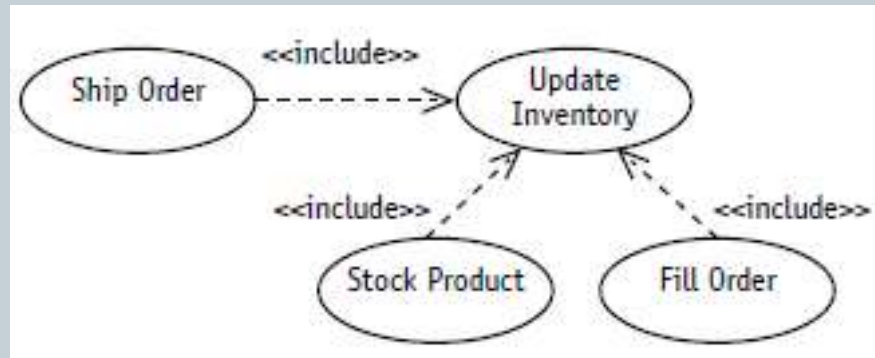 <<include>>
Ship Order
Update
Inventory
<<include>>
<<include>>
Stock Product
Fill Order